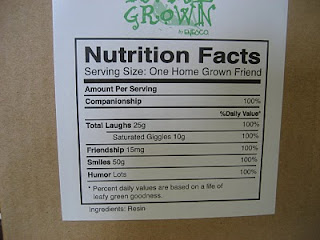 GROWN
Nutrition Facts
Serving Size: One Home Grown Friend
Amount Per Serving
Companionship 100%
%Daily Value*
Total Laughs 25g 100%
Saturated Giggles 10g 100%
Friendship 15mg 100%
Smiles 50g 100%
Humor Lots 100%
* Percent daily values are based on a life of
leafy green goodness.
Ingredients: Resin